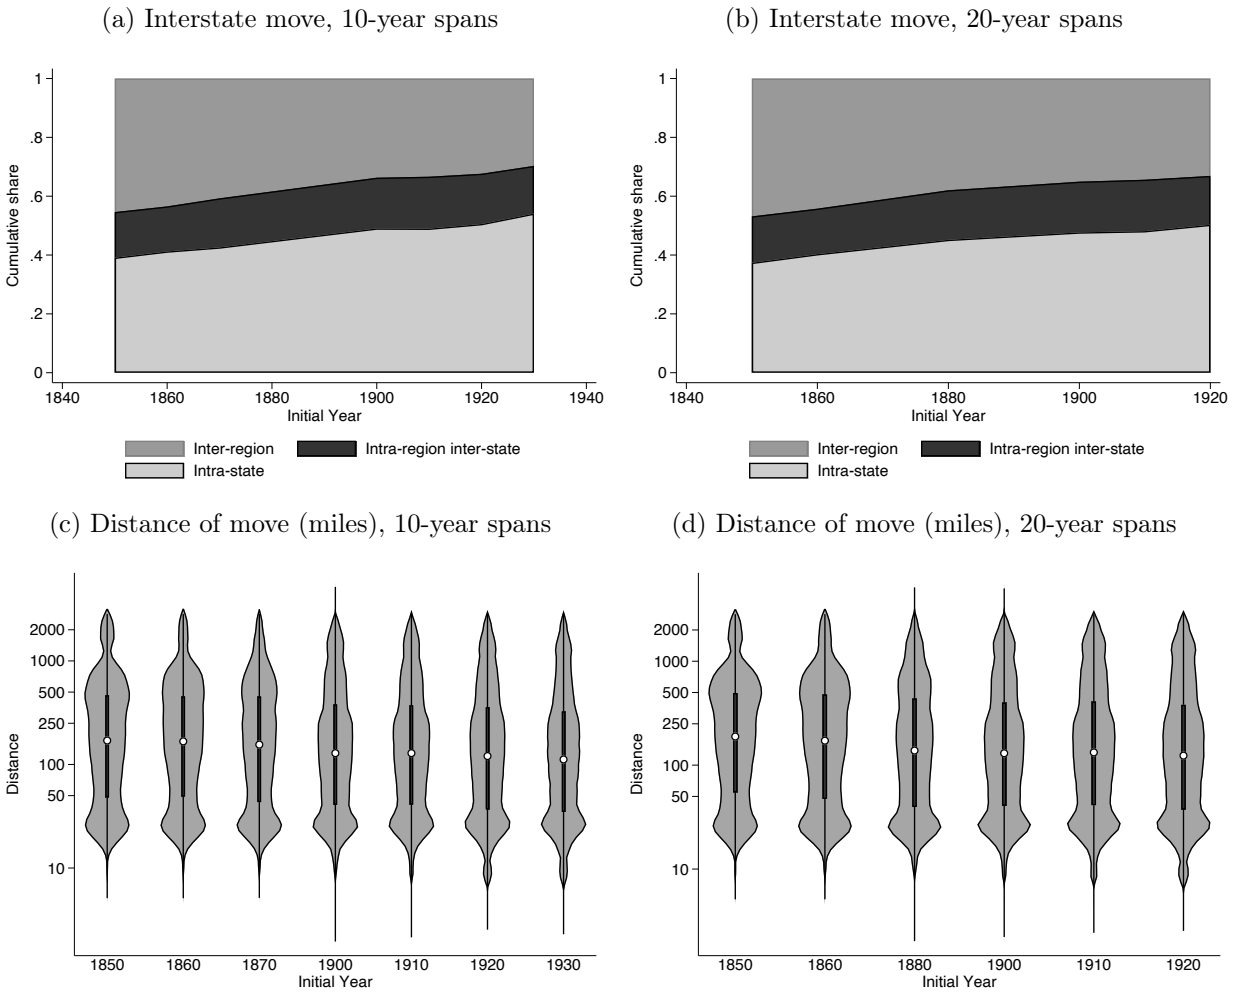 (a) Interstate move, 10-year spans
1
.8
.6
.4
.2
0
Cumulative share
1840 1860 1880 1900 1920 1940
Initial Year
Inter-region Intra-region inter-state
Intra-state
(b) Interstate move, 20-year spans
1
.8
.6
.4
.2
0
Cumulative share
1840 1860 1880 1900 1920
Initial Year
Inter-region Intra-region inter-state
Intra-state
(c) Distance of move (miles), 10-year spans
2000
1000
500
250
100
50
10
Distance
1850 1860 1870 1900 1910 1920 1930
Initial Year
(d) Distance of move (miles), 20-year spans
2000
1000
500
250
100
50
10
Distance
1850 1860 1880 1900 1910 1920
Initial Year